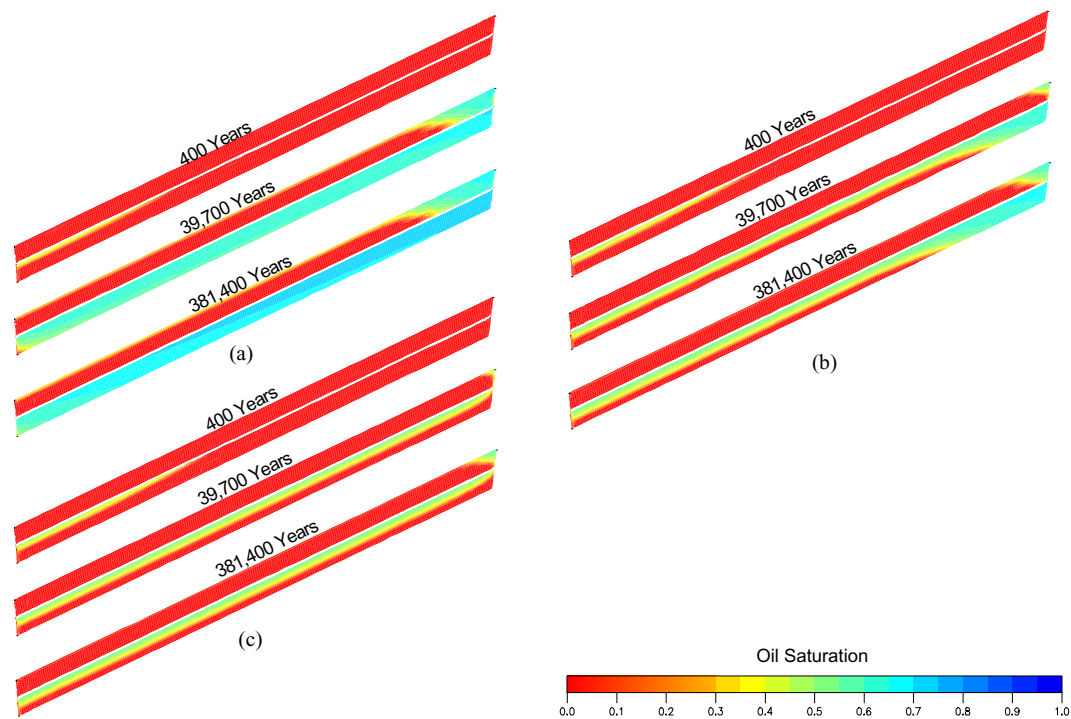 400 Years
39,700 Years
381,400 Years
(a)
400 Years
39,700 Years
381,400 Years
(b)
400 Years
39,700 Years
381,400 Years
(c)
Oil Saturation
0.0 0.1 0.2 0.3 0.4 0.5 0.6 0.7 0.8 0.9 1.0